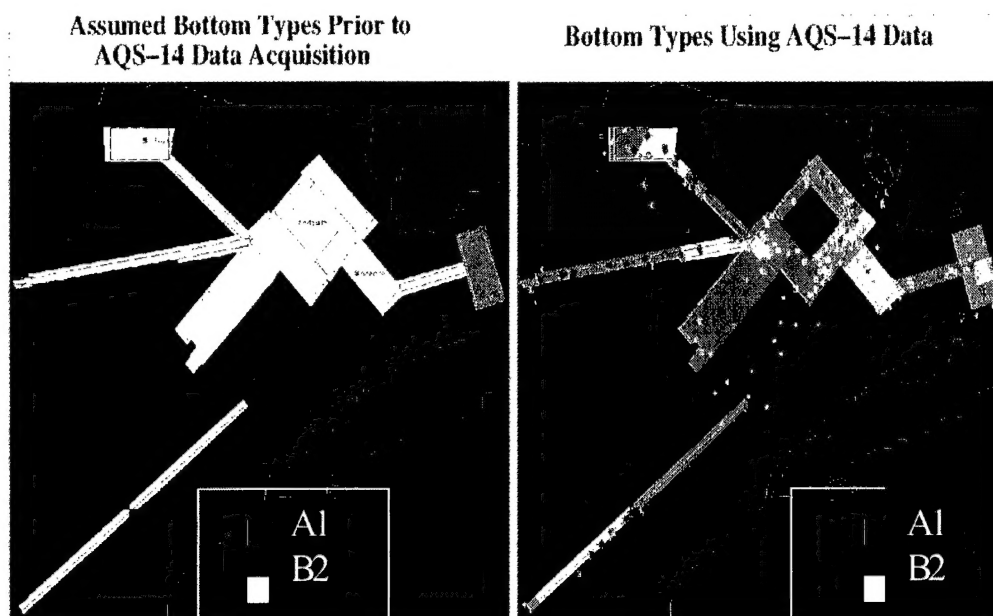 Assumed Bottom Types Prior to
AQS–14 Data Acquisition
Bottom Types Using AQS–14 Data
A1
B2
A1
B2